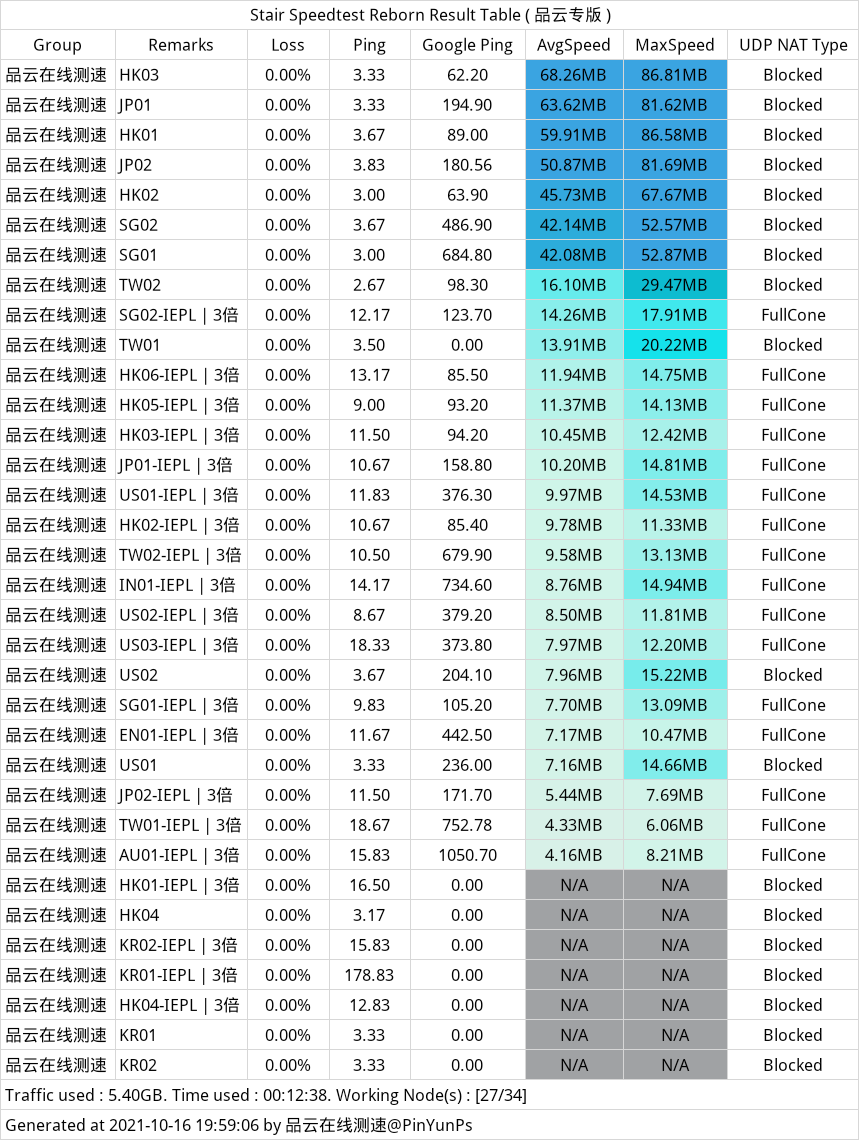 Stair Speedtest Reborn Result Table ( 品云专版 )
Group Remarks Loss Ping Google Ping AvgSpeed MaxSpeed UDP NAT Type
品云在线测速 HK03 0.00% 3.33 62.20 68.26MB 86.81MB Blocked
品云在线测速 JP01 0.00% 3.33 194.90 63.62MB 81.62MB Blocked
品云在线测速 HK01 0.00% 3.67 89.00 59.91MB 86.58MB Blocked
品云在线测速 JP02 0.00% 3.83 180.56 50.87MB 81.69MB Blocked
品云在线测速 HK02 0.00% 3.00 63.90 45.73MB 67.67MB Blocked
品云在线测速 SG02 0.00% 3.67 486.90 42.14MB 52.57MB Blocked
品云在线测速 SG01 0.00% 3.00 684.80 42.08MB 52.87MB Blocked
品云在线测速 TW02 0.00% 2.67 98.30 16.10MB 29.47MB Blocked
品云在线测速 SG02-IEPL | 3倍 0.00% 12.17 123.70 14.26MB 17.91MB FullCone
品云在线测速 TW01 0.00% 3.50 0.00 13.91MB 20.22MB Blocked
品云在线测速 HK06-IEPL | 3倍 0.00% 13.17 85.50 11.94MB 14.75MB FullCone
品云在线测速 HK05-IEPL | 3倍 0.00% 9.00 93.20 11.37MB 14.13MB FullCone
品云在线测速 HK03-IEPL | 3倍 0.00% 11.50 94.20 10.45MB 12.42MB FullCone
品云在线测速 JP01-IEPL | 3倍 0.00% 10.67 158.80 10.20MB 14.81MB FullCone
品云在线测速 US01-IEPL | 3倍 0.00% 11.83 376.30 9.97MB 14.53MB FullCone
品云在线测速 HK02-IEPL | 3倍 0.00% 10.67 85.40 9.78MB 11.33MB FullCone
品云在线测速 TW02-IEPL | 3倍 0.00% 10.50 679.90 9.58MB 13.13MB FullCone
品云在线测速 IN01-IEPL | 3倍 0.00% 14.17 734.60 8.76MB 14.94MB FullCone
品云在线测速 US02-IEPL | 3倍 0.00% 8.67 379.20 8.50MB 11.81MB FullCone
品云在线测速 US03-IEPL | 3倍 0.00% 18.33 373.80 7.97MB 12.20MB FullCone
品云在线测速 US02 0.00% 3.67 204.10 7.96MB 15.22MB Blocked
品云在线测速 SG01-IEPL | 3倍 0.00% 9.83 105.20 7.70MB 13.09MB FullCone
品云在线测速 EN01-IEPL | 3倍 0.00% 11.67 442.50 7.17MB 10.47MB FullCone
品云在线测速 US01 0.00% 3.33 236.00 7.16MB 14.66MB Blocked
品云在线测速 JP02-IEPL | 3倍 0.00% 11.50 171.70 5.44MB 7.69MB FullCone
品云在线测速 TW01-IEPL | 3倍 0.00% 18.67 752.78 4.33MB 6.06MB FullCone
品云在线测速 AU01-IEPL | 3倍 0.00% 15.83 1050.70 4.16MB 8.21MB FullCone
品云在线测速 HK01-IEPL | 3倍 0.00% 16.50 0.00 N/A N/A Blocked
品云在线测速 HK04 0.00% 3.17 0.00 N/A N/A Blocked
品云在线测速 KR02-IEPL | 3倍 0.00% 15.83 0.00 N/A N/A Blocked
品云在线测速 KR01-IEPL | 3倍 0.00% 178.83 0.00 N/A N/A Blocked
品云在线测速 HK04-IEPL | 3倍 0.00% 12.83 0.00 N/A N/A Blocked
品云在线测速 KR01 0.00% 3.33 0.00 N/A N/A Blocked
品云在线测速 KR02 0.00% 3.33 0.00 N/A N/A Blocked
Traffic used : 5.40GB. Time used : 00:12:38. Working Node(s) : [27/34]
Generated at 2021-10-16 19:59:06 by 品云在线测速@PinYunPs